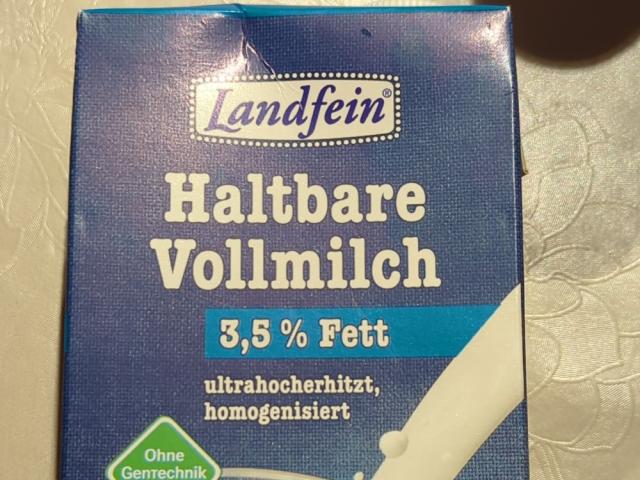 Landfein®
Haltbare
Vollmilch
3,5 % Fett
ultrahocherhitzt,
homogenisiert
Ohne
GenTechnik